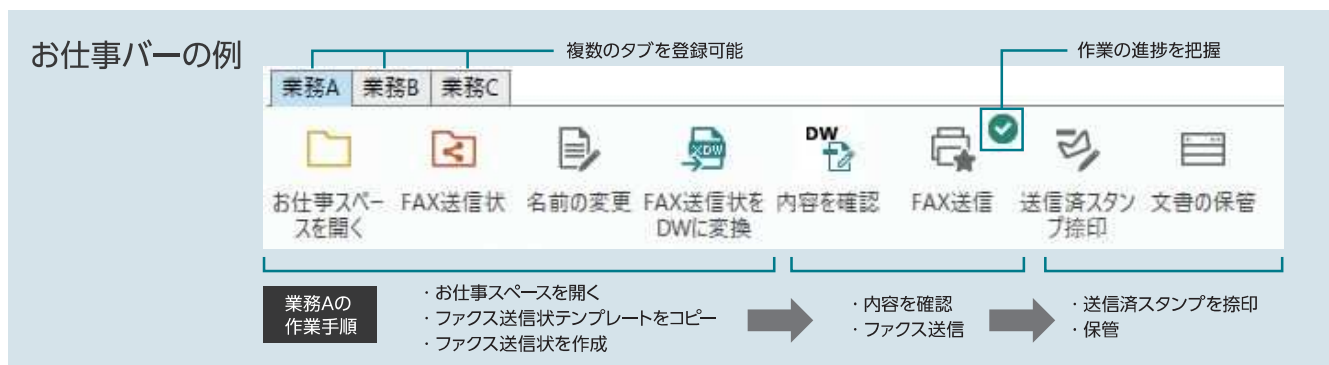 お仕事バーの例
複数のタブを登録可能
作業の進捗を把握
業務A 業務B 業務C
DW
XDW
お仕事スペー
スを開く
FAX送信状
名前の変更
FAX送信状を
DWに変換
内容を確認
FAX送信
送信済スタン
プ捺印
文書の保管
業務Aの
作業手順
・お仕事スペースを開く
・ファクス送信状テンプレートをコピー
・ファクス送信状を作成
・内容を確認
・ファクス送信
・送信済スタンプを捺印
・保管